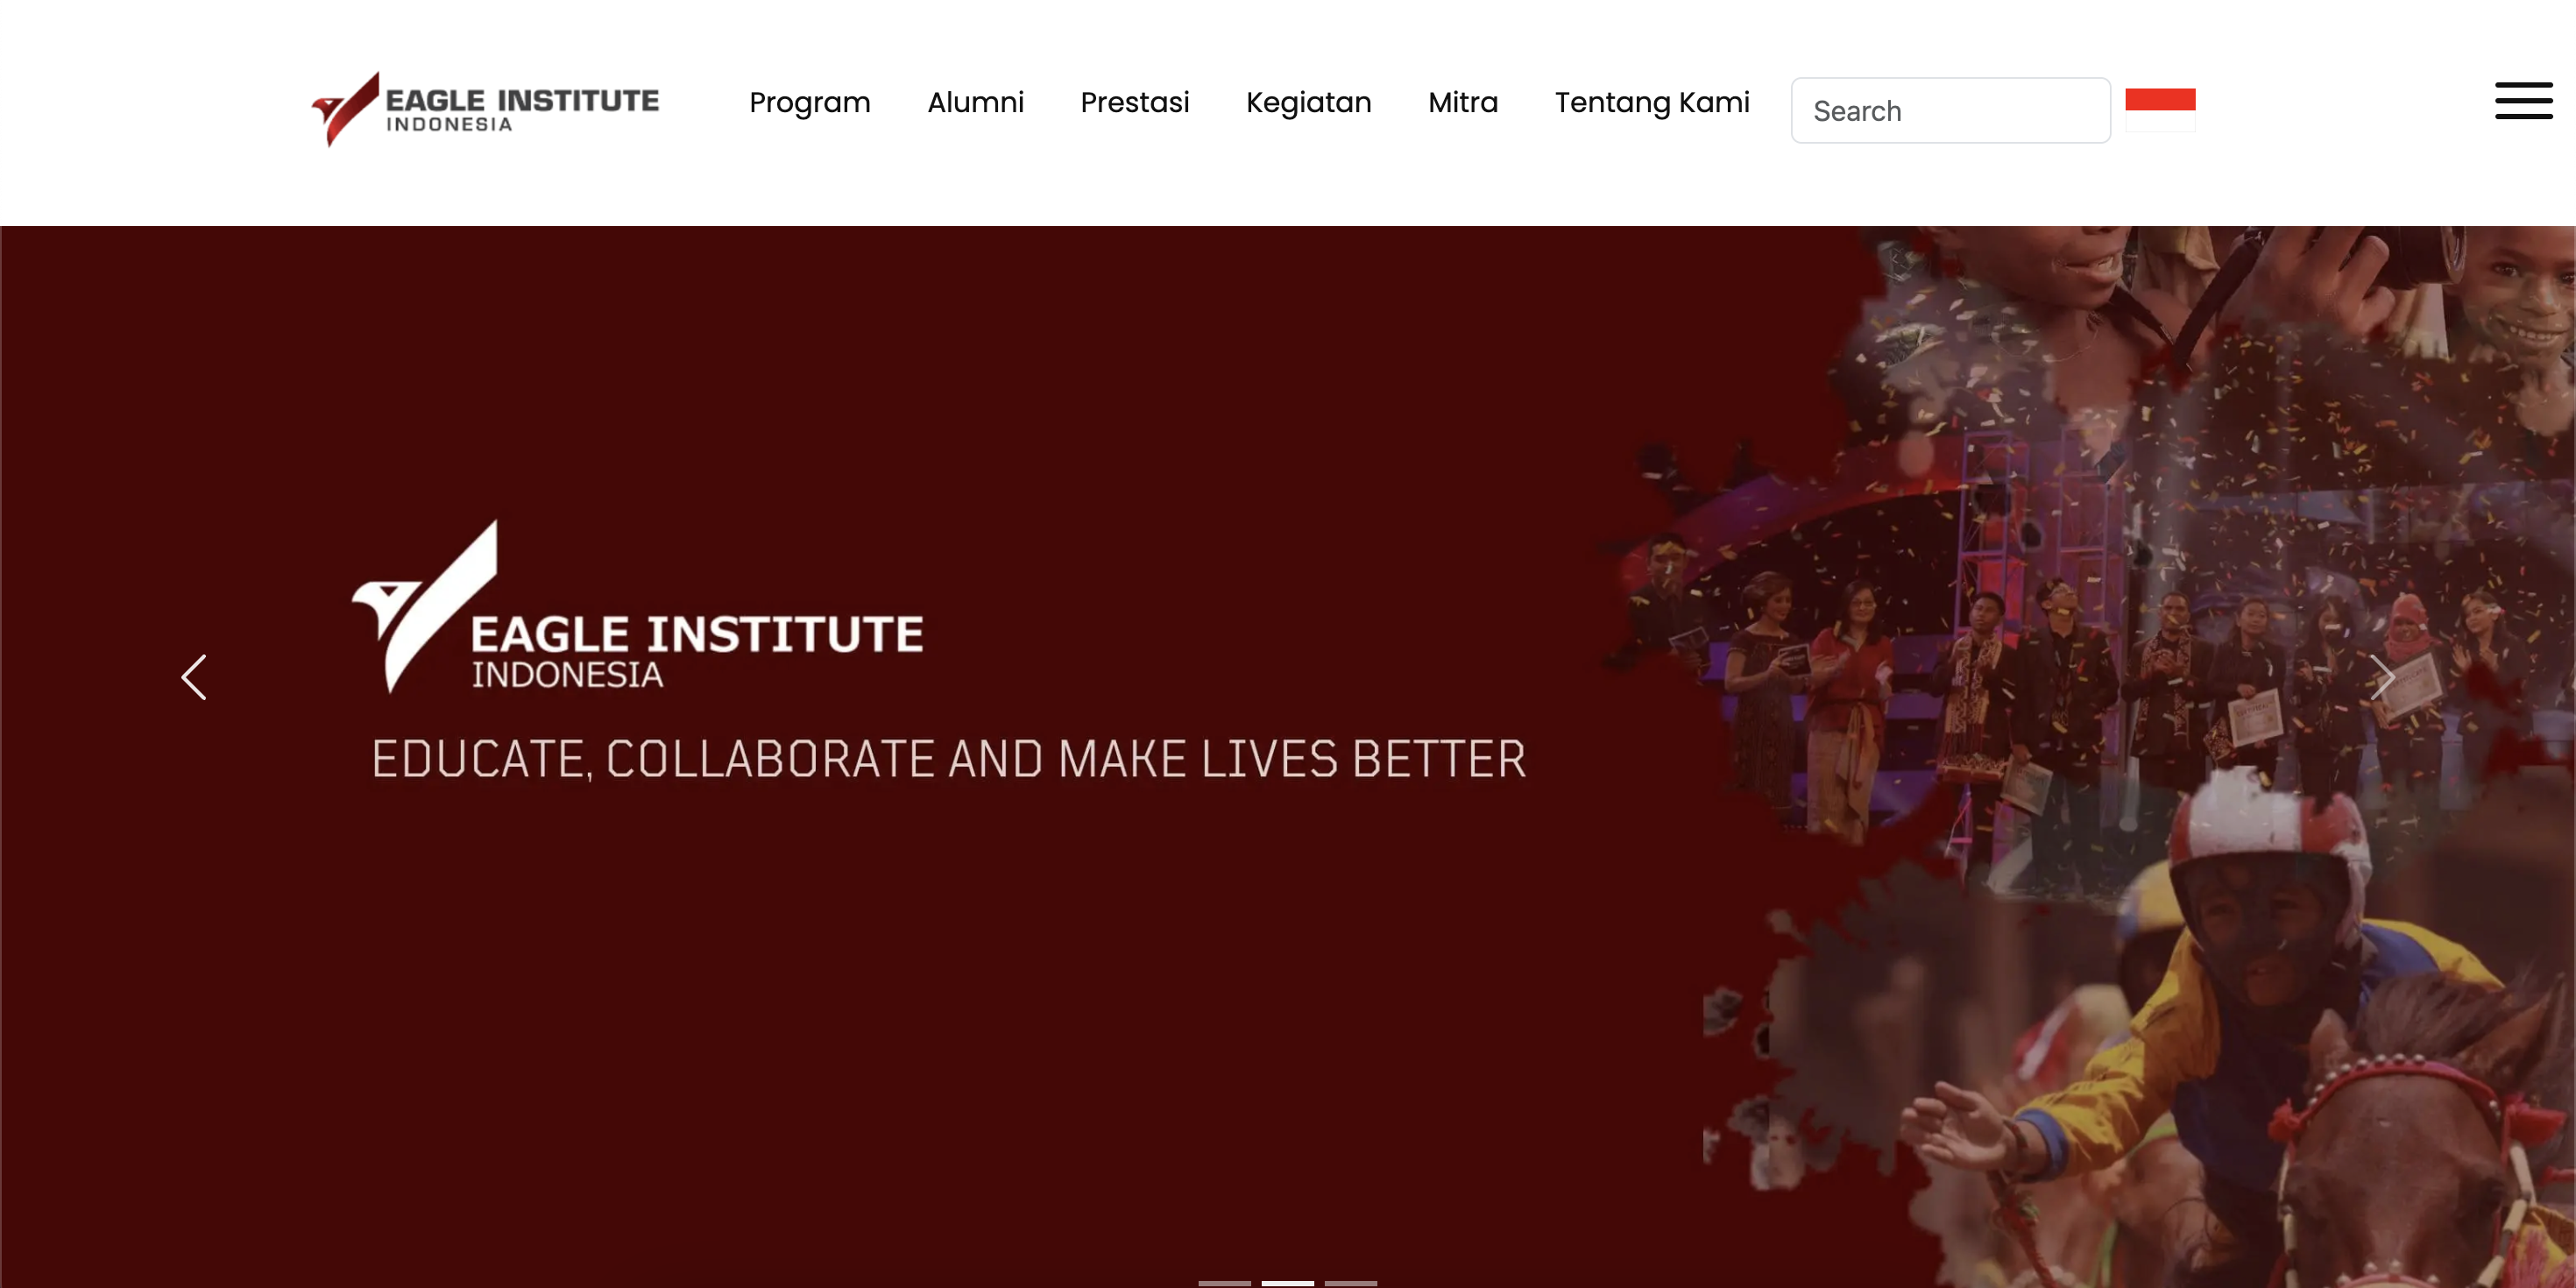 EAGLE INSTITUTE
INDONESIA
Program Alumni Prestasi Kegiatan Mitra Tentang Kami Search
EAGLE INSTITUTE
INDONESIA
EDUCATE, COLLABORATE AND MAKE LIVES BETTER